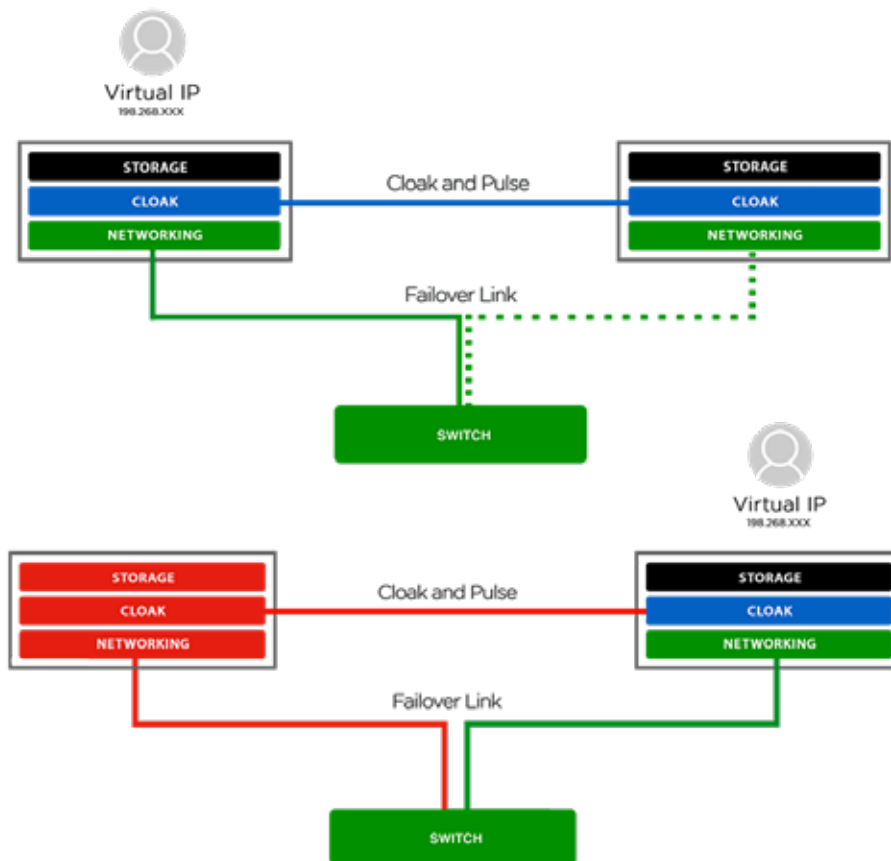 Virtual IP
198.268.XXX
STORAGE
STORAGE
Cloak and Pulse
CLOAK
CLOAK
NETWORKING
NETWORKING
Failover Link
SWITCH
Virtual IP
198.268.XXX
STORAGE
STORAGE
Cloak and Pulse
CLOAK
CLOAK
NETWORKING
NETWORKING
Failover Link
SWITCH